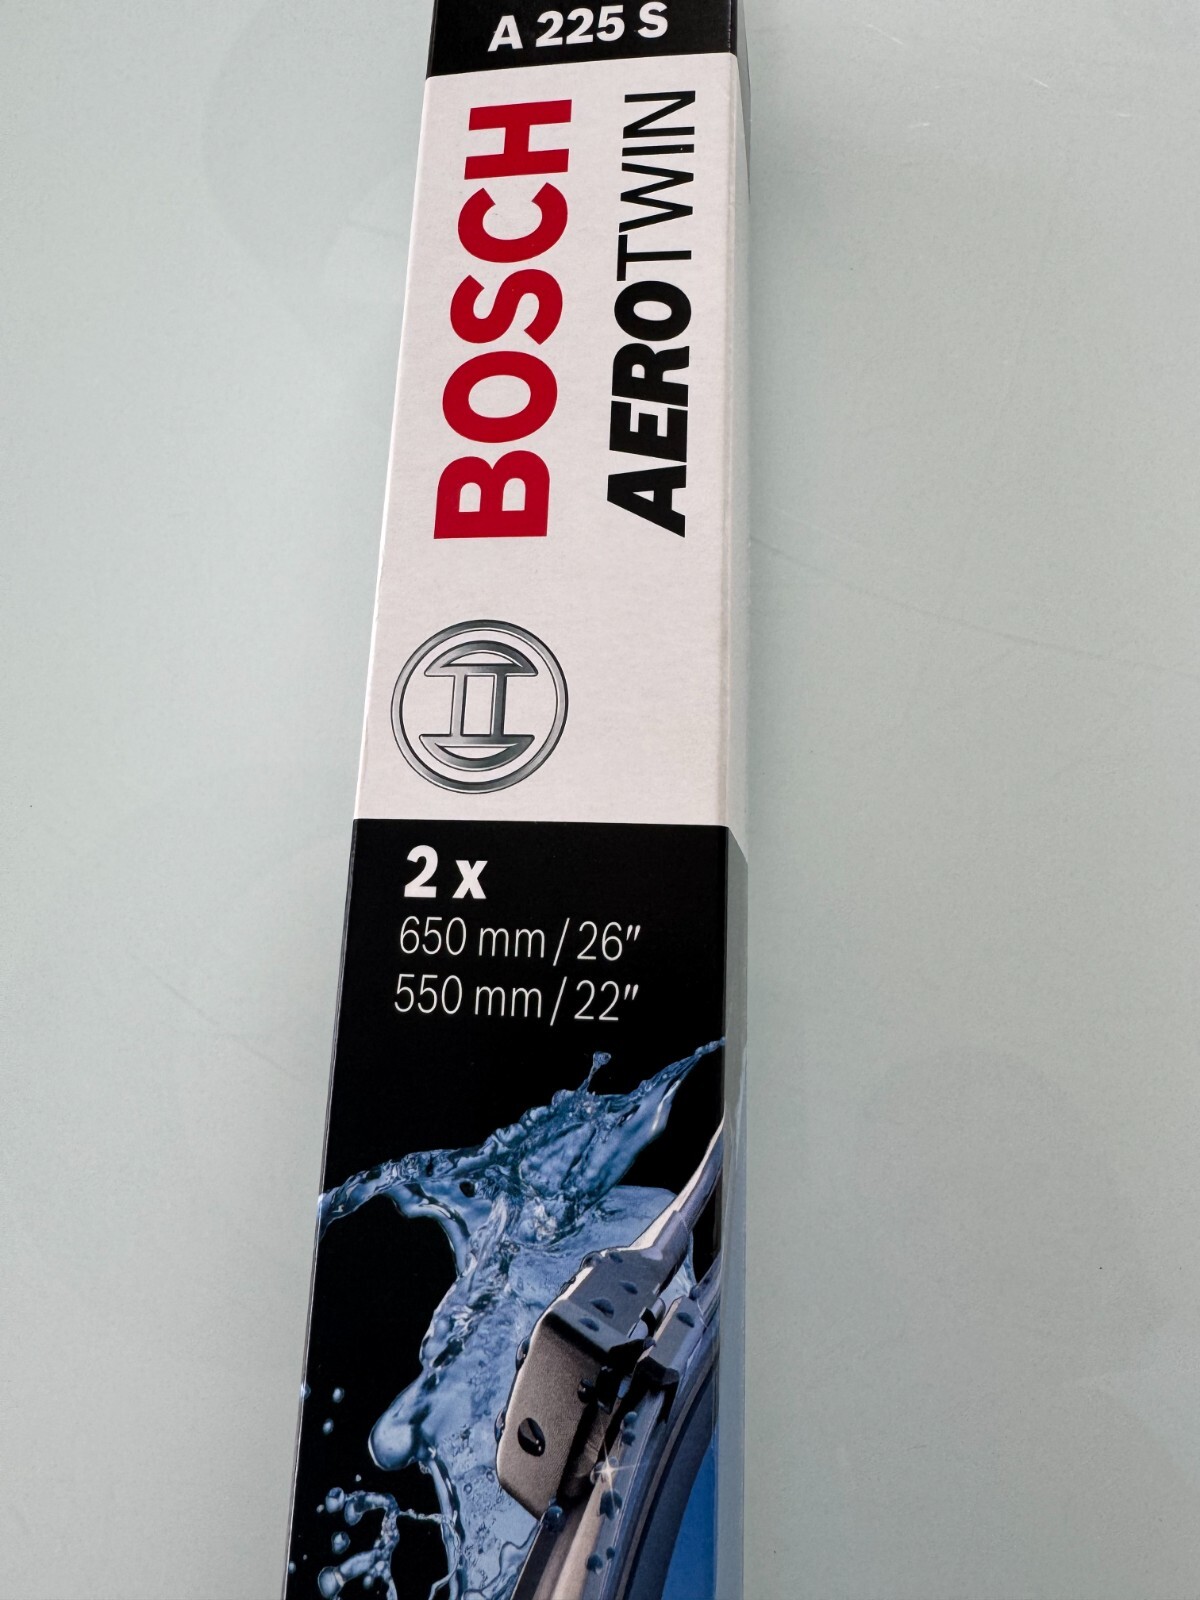 A 225 S
BOSCH
AEROTWIN
2 x
650 mm / 26"
550 mm / 22"